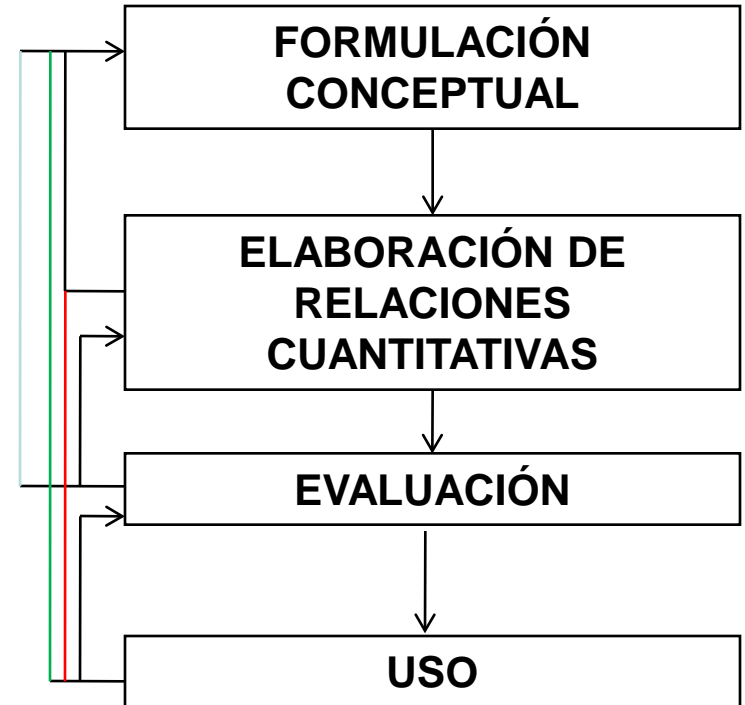 FORMULACIÓN
CONCEPTUAL
ELABORACIÓN DE
RELACIONES
CUANTITATIVAS
EVALUACIÓN
USO